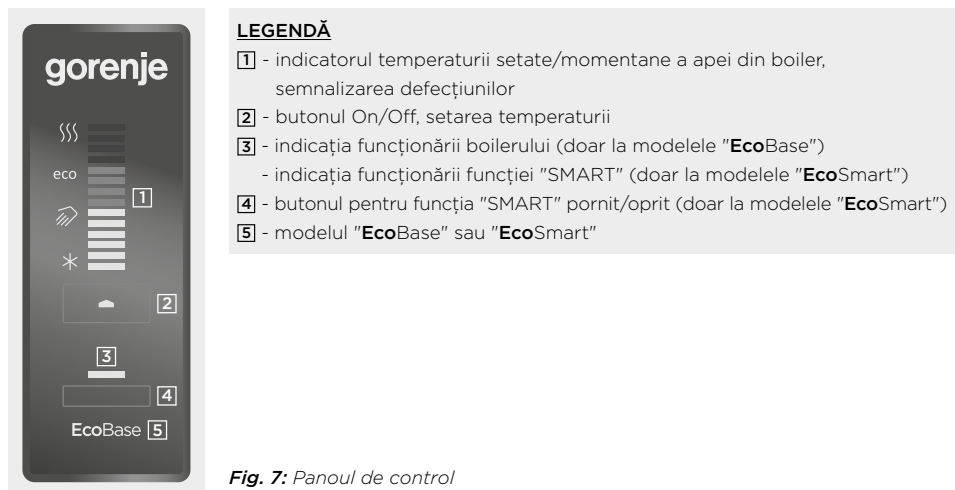 gorenje
eco
1
2
3
4
EcoBase 5
LEGENDĂ
1 - indicatorul temperaturii setate/momentane a apei din boiler,
semnalizarea defecțiunilor
2 - butonul On/Off, setarea temperaturii
3 - indicația funcționării boilerului (doar la modelele "EcoBase")
- indicația funcționării funcției "SMART" (doar la modelele "EcoSmart")
4 - butonul pentru funcția "SMART" pornit/oprit (doar la modelele "EcoSmart")
5 - modelul "EcoBase" sau "EcoSmart"
Fig. 7: Panoul de control